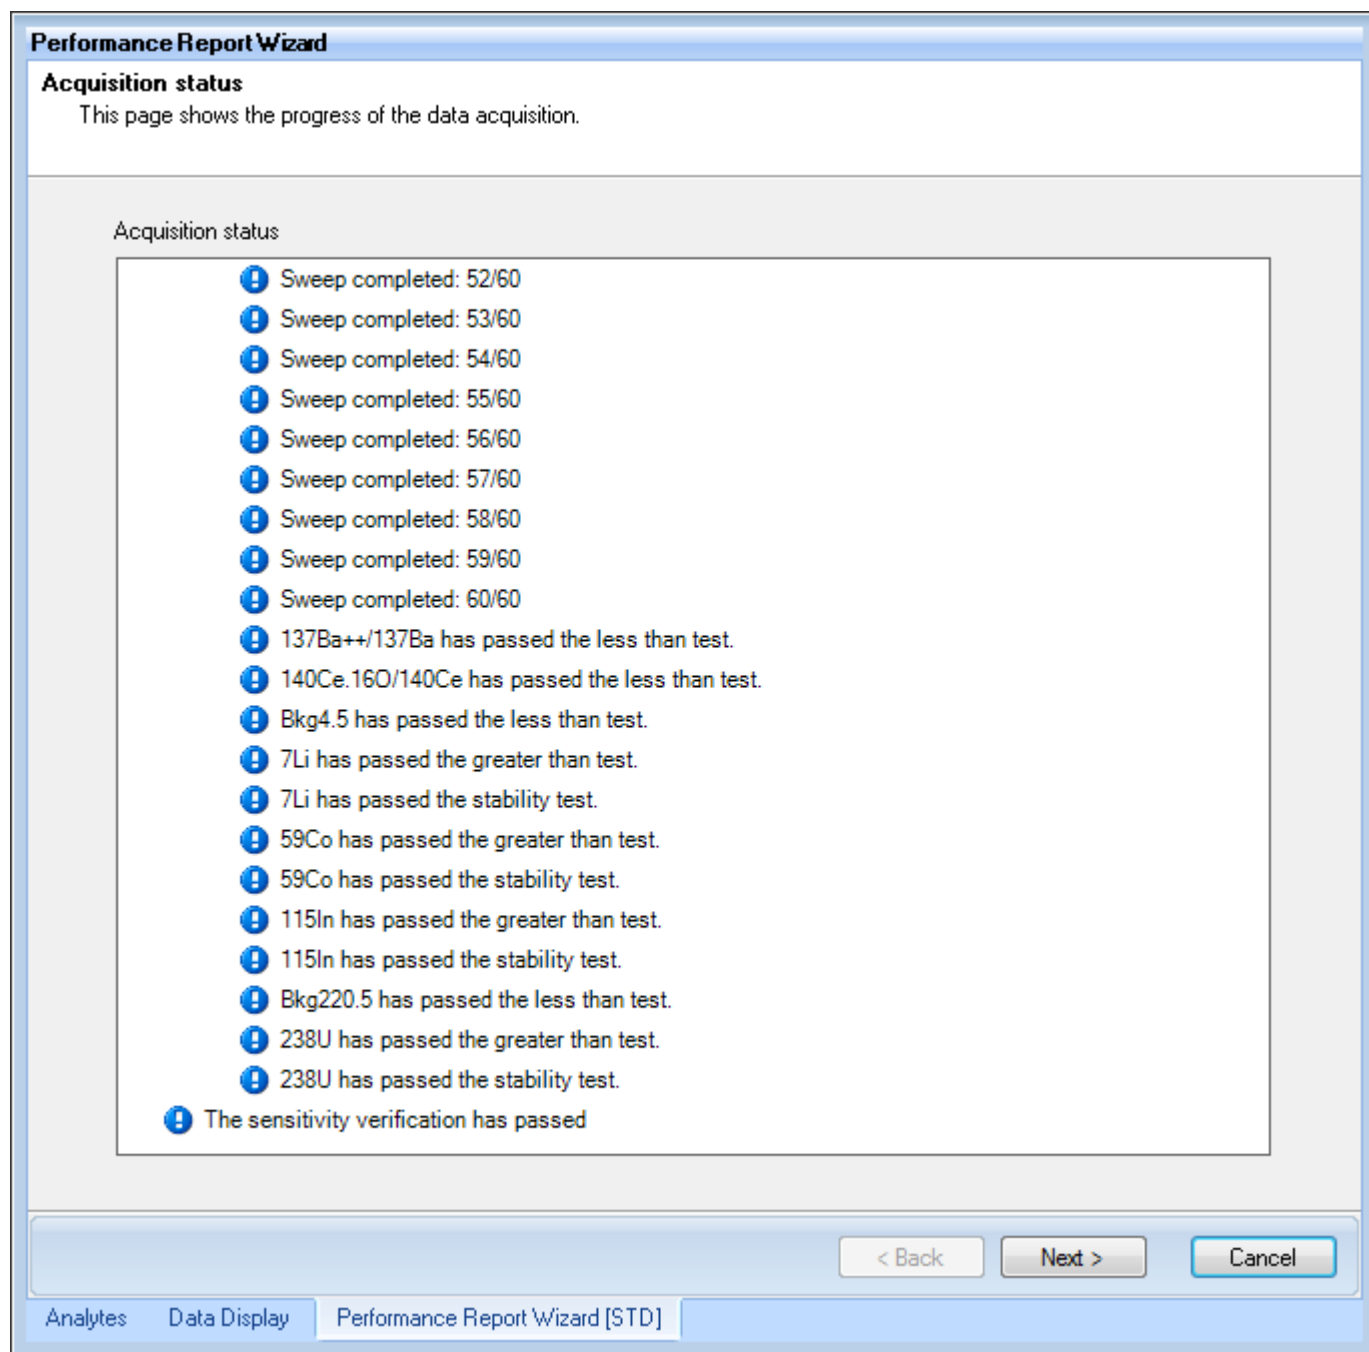 Performance Report Wizard
Acquisition status
This page shows the progress of the data acquisition.
Acquisition status
Sweep completed: 52/60
Sweep completed: 53/60
Sweep completed: 54/60
Sweep completed: 55/60
Sweep completed: 56/60
Sweep completed: 57/60
Sweep completed: 58/60
Sweep completed: 59/60
Sweep completed: 60/60
137Ba++/137Ba has passed the less than test.
140Ce.16O/140Ce has passed the less than test.
Bkg4.5 has passed the less than test.
7Li has passed the greater than test.
7Li has passed the stability test.
59Co has passed the greater than test.
59Co has passed the stability test.
115In has passed the greater than test.
115In has passed the stability test.
Bkg220.5 has passed the less than test.
238U has passed the greater than test.
238U has passed the stability test.
The sensitivity verification has passed
< Back Next > Cancel
Analytes Data Display Performance Report Wizard [STD]